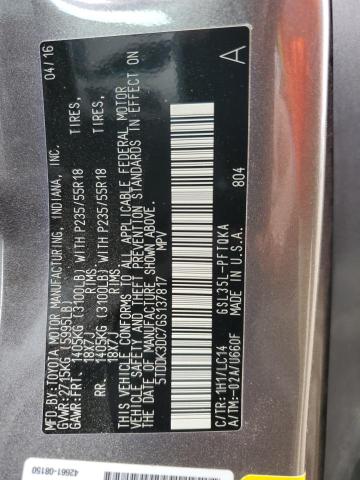 MFD.BY:TOYOTA MOTOR MANUFACTURING, INDIANA, INC. 04/16
GVWR:2715KG (5995LB)
GAWR:FRT. 1405KG (3100LB) WITH P235/55R18 TIRES,
18X7J RIMS
RR. 1405KG (3100LB) WITH P235/55R18 TIRES,
18X7J RIMS
THIS VEHICLE CONFORMS TO ALL APPLICABLE FEDERAL MOTOR
VEHICLE SAFETY AND THEFT PREVENTION STANDARDS IN EFFECT ON
THE DATE OF MANUFACTURE SHOWN ABOVE.
5TDDK3DC7GS137817 MPV
804
C/TR:1H1/LC14 GSL35L-PFTQKA
A/TM:-02A/U660F MADE IN U.S.A.
A
42661-08150